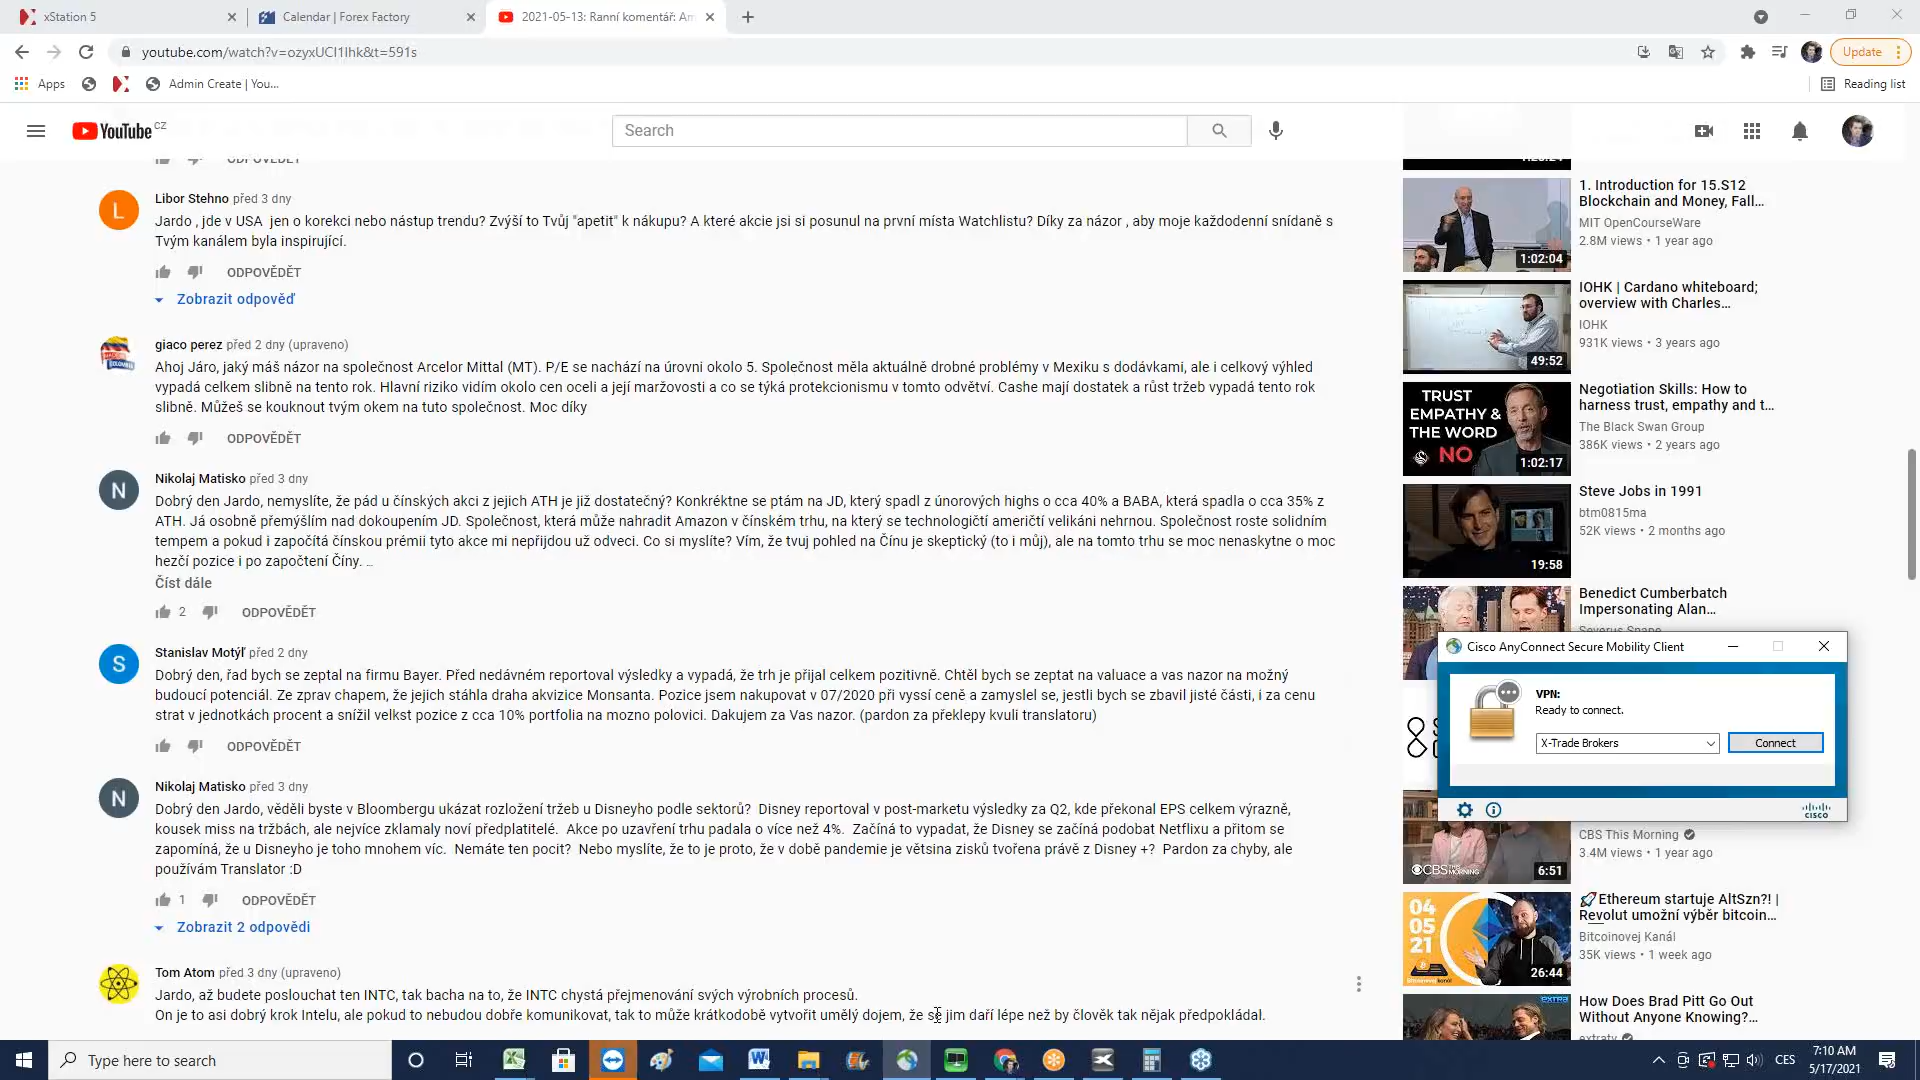 xStation 5
Calendar | Forex Factory
2021-05-13: Ranní komentář: Am
youtube.com/watch?v=ozyxUCI1lhk&t=591s
Update
Apps
Admin Create | You...
Reading list
YouTube CZ
Search
ODPOVĚDĚT
Libor Stehno před 3 dny
Jardo , jde v USA jen o korekci nebo nástup trendu? Zvýší to Tvůj "apetit" k nákupu? A které akcie jsi si posunul na první místa Watchlistu? Díky za názor , aby moje každodenní snídaně s
Tvým kanálem byla inspirující.
ODPOVĚDĚT
Zobrazit odpověď
giaco perez před 2 dny (upraveno)
Ahoj Járo, jaký máš názor na společnost Arcelor Mittal (MT). P/E se nachází na úrovni okolo 5. Společnost měla aktuálně drobné problémy v Mexiku s dodávkami, ale i celkový výhled
vypadá celkem slibně na tento rok. Hlavní riziko vidím okolo cen oceli a její maržovosti a co se týká protekcionismu v tomto odvětví. Cashe mají dostatek a růst tržeb vypadá tento rok
slibně. Můžeš se kouknout tvým okem na tuto společnost. Moc díky
ODPOVĚDĚT
N
Nikolaj Matisko před 3 dny
Dobrý den Jardo, nemyslíte, že pád u čínských akci z jejich ATH je již dostatečný? Konkréktne se ptám na JD, který spadl z únorových highs o cca 40% a BABA, která spadla o cca 35% z
ATH. Já osobně přemýšlím nad dokoupením JD. Společnost, která může nahradit Amazon v čínském trhu, na který se technologičtí američtí velikáni nehrnou. Společnost roste solidním
tempem a pokud i započítá čínskou prémii tyto akce mi nepřijdou už odveci. Co si myslíte? Vím, že tvuj pohled na Čínu je skeptický (to i můj), ale na tomto trhu se moc nenaskytne o moc
hezčí pozice i po započtení Číny. ...
Číst dále
2 ODPOVĚDĚT
S
Stanislav Motýľ před 2 dny
Dobrý den, řad bych se zeptal na firmu Bayer. Před nedávném reportoval výsledky a vypadá, že trh je přijal celkem pozitivně. Chtěl bych se zeptat na valuace a vas nazor na možný
budoucí potenciál. Ze zprav chapem, že jejich stáhla draha akvizice Monsanta. Pozice jsem nakupovat v 07/2020 při vyssí ceně a zamyslel se, jestli bych se zbavil jisté části, i za cenu
strat v jednotkách procent a snížil velkst pozice z cca 10% portfolia na mozno polovici. Dakujem za Vas nazor. (pardon za překlepy kvuli translatoru)
ODPOVĚDĚT
N
Nikolaj Matisko před 3 dny
Dobrý den Jardo, věděli byste v Bloombergu ukázat rozložení tržeb u Disneyho podle sektorů? Disney reportoval v post-marketu výsledky za Q2, kde překonal EPS celkem výrazně,
kousek miss na tržbách, ale nejvíce zklamaly noví předplatitelé. Akce po uzavření trhu padala o více než 4%. Začíná to vypadat, že Disney se začíná podobat Netflixu a přitom se
zapomíná, že u Disneyho je toho mnohem víc. Nemáte ten pocit? Nebo myslíte, že to je proto, že v době pandemie je většina zisků tvořena právě z Disney +? Pardon za chyby, ale
používám Translator :D
1 ODPOVĚDĚT
Zobrazit 2 odpovědi
Tom Atom před 3 dny (upraveno)
Jardo, až budete poslouchat ten INTC, tak bacha na to, že INTC chystá přejmenování svých výrobních procesů.
On je to asi dobrý krok Intelu, ale pokud to nebudou dobře komunikovat, tak to může krátkodobě vytvořit umělý dojem, že se jim daří lépe než by člověk tak nějak předpokládal.
1. Introduction for 15.S12
Blockchain and Money, Fall...
MIT OpenCourseWare
2.8M views • 1 year ago
1:02:04
IOHK | Cardano whiteboard;
overview with Charles...
IOHK
931K views • 3 years ago
49:52
TRUST
EMPATHY &
THE WORD
NO
1:02:17
Negotiation Skills: How to
harness trust, empathy and t...
The Black Swan Group
386K views • 2 years ago
Steve Jobs in 1991
btm0815ma
52K views • 2 months ago
19:58
Benedict Cumberbatch
Impersonating Alan...
Severus Snape
Cisco AnyConnect Secure Mobility Client
VPN:
Ready to connect.
X-Trade Brokers
Connect
CISCO
CBS This Morning
3.4M views • 1 year ago
CBS MORNING
6:51
04
05
21
26:44
Ethereum startuje AltSzn?! |
Revolut umožní výběr bitcoin...
Bitcoinovej Kanál
35K views • 1 week ago
extra
How Does Brad Pitt Go Out
Without Anyone Knowing?...
extratv
Type here to search
CES
7:10 AM
5/17/2021